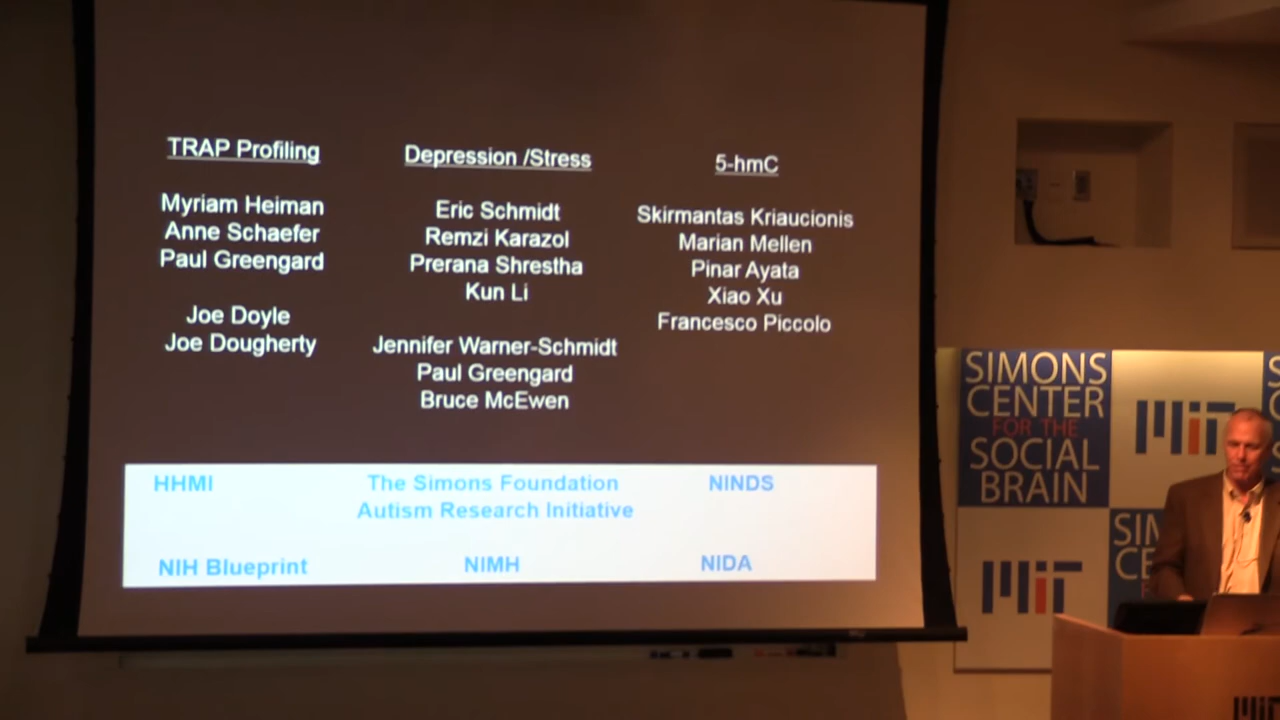 TRAP Profiling
Myriam Heiman
Anne Schaefer
Paul Greengard
Joe Doyle
Joe Dougherty
Depression /Stress
Eric Schmidt
Remzi Karazol
Prerana Shrestha
Kun Li
Jennifer Warner-Schmidt
Paul Greengard
Bruce McEwen
5-hmC
Skirmantas Kriaucionis
Marian Mellen
Pinar Ayata
Xiao Xu
Francesco Piccolo
HHMI
The Simons Foundation
Autism Research Initiative
NINDS
NIH Blueprint
NIMH
NIDA
SIMONS
CENTER
FOR THE
SOCIAL
BRAIN
MIT
MIT
SIM
CE
MIT